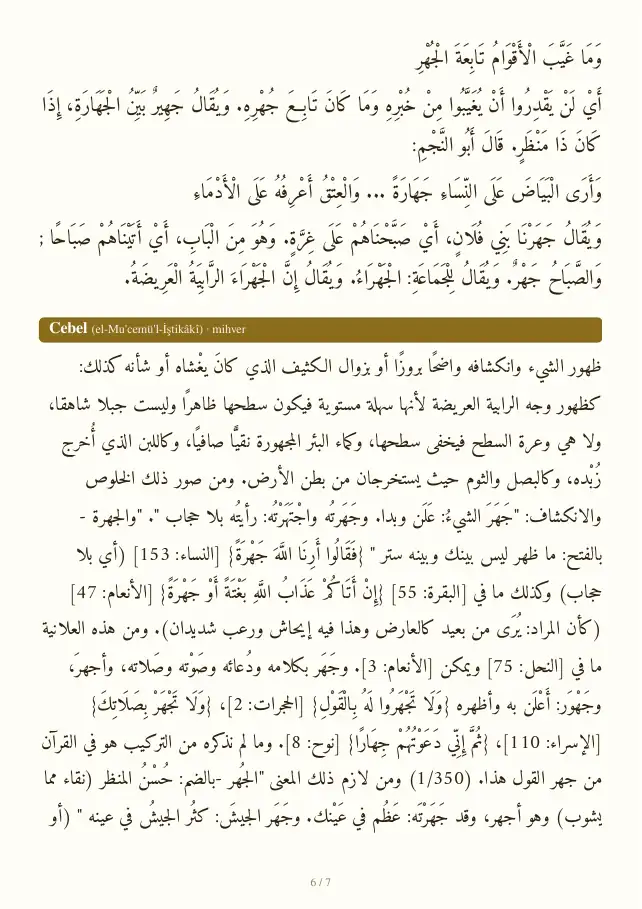 وَمَا غَيَّبَ الْأَقْوَامُ تَابِعَةَ الْجُهْرِ
أَيْ لَنْ يَقْدِرُوا أَنْ يُغَيَّبُوا مِنْ خُبْرِهِ وَمَا كَانَ تَابِعَ جُهْرِهِ. وَيُقَالُ جَهِيرٌ بَيِّنُ الْجَهَارَةِ، إِذَا
كَانَ ذَا مَنْظَرٍ. قَالَ أَبُو النَّجْمِ:
وَأَرَى الْبَيَاضَ عَلَى النِّسَاءِ جَهَارَةً ... وَالْعِتْقُ أَعْرِفُهُ عَلَى الْأَدْمَاءِ
وَيُقَالُ جَهَرْنَا بَنِي فُلَانٍ، أَيْ صَبَّحْنَاهُمْ عَلَى غِرَّةٍ. وَهُوَ مِنَ الْبَابِ، أَيْ أَتَيْنَاهُمْ صَبَاحًا ;
وَالصَّبَاحُ جَهْرٌ. وَيُقَالُ لِلْجَمَاعَةِ: الْجَهْرَاءُ. وَيُقَالُ إِنَّ الْجَهْرَاءَ الرَّابِيَةُ الْعَرِيضَةُ.
Cebel (el-Mu'cemü'l-İştikâkî) · mihver
ظهور الشيء وانكشافه واضحًا بروزًا أو بزوال الكثيف الذي كانَ يغْشاه أو شأنه كذلك:
كظهور وجه الرابية العريضة لأنها سهلة مستوية فيكون سطحها ظاهرًا وليست جبلا شاهقا،
ولا هي وعرة السطح فيخفى سطحها، وكماء البئر المجهورة نقيًّا صافيًا، وكاللبن الذي أُخرج
زُبْده، وكالبصل والثوم حيث يستخرجان من بطن الأرض. ومن صور ذلك الخلوص
والانكشاف: "جَهَرَ الشيءُ: عَلَن وبدا. وجَهَرتُه واجْتَهَرْتُه: رأيتُه بلا حجاب ". "والجهرة -
بالفتح: ما ظهر ليس بينك وبينه ستر " {فَقَالُوا أَرِنَا اللَّهَ جَهْرَةً} [النساء: 153] (أي بلا
حجاب) وكذلك ما في [البقرة: 55] {إِنْ أَتَاكُمْ عَذَابُ اللَّهِ بَغْتَةً أَوْ جَهْرَةً} [الأنعام: 47]
(كأن المراد: يُرَى من بعيد كالعارض وهذا فيه إيحاش ورعب شديدان). ومن هذه العلانية
ما في [النحل: 75] ويمكن [الأنعام: 3]. وجَهَر بكلامه ودُعائه وصَوْته وصَلاته، وأجهرَ،
وجَهْوَر: أَعْلَن به وأظهره {وَلَا تَجْهَرُوا لَهُ بِالْقَوْلِ} [الحجرات: 2]، {وَلَا تَجْهَرْ بِصَلَاتِكَ}
[الإسراء: 110]، {ثُمَّ إِنِّي دَعَوْتُهُمْ جِهَارًا} [نوح: 8]. وما لم نذكره من التركيب هو في القرآن
من جهر القول هذا. (1/350) ومن لازم ذلك المعنى "الجُهر -بالضم: حُسْنُ المنظر (نقاء مما
يشوب) وهو أجهر، وقد جَهَرْتَه: عَظُم في عَيْنك. وجَهَر الجيشَ: كثُر الجيشُ في عينه " (أو
6 / 7